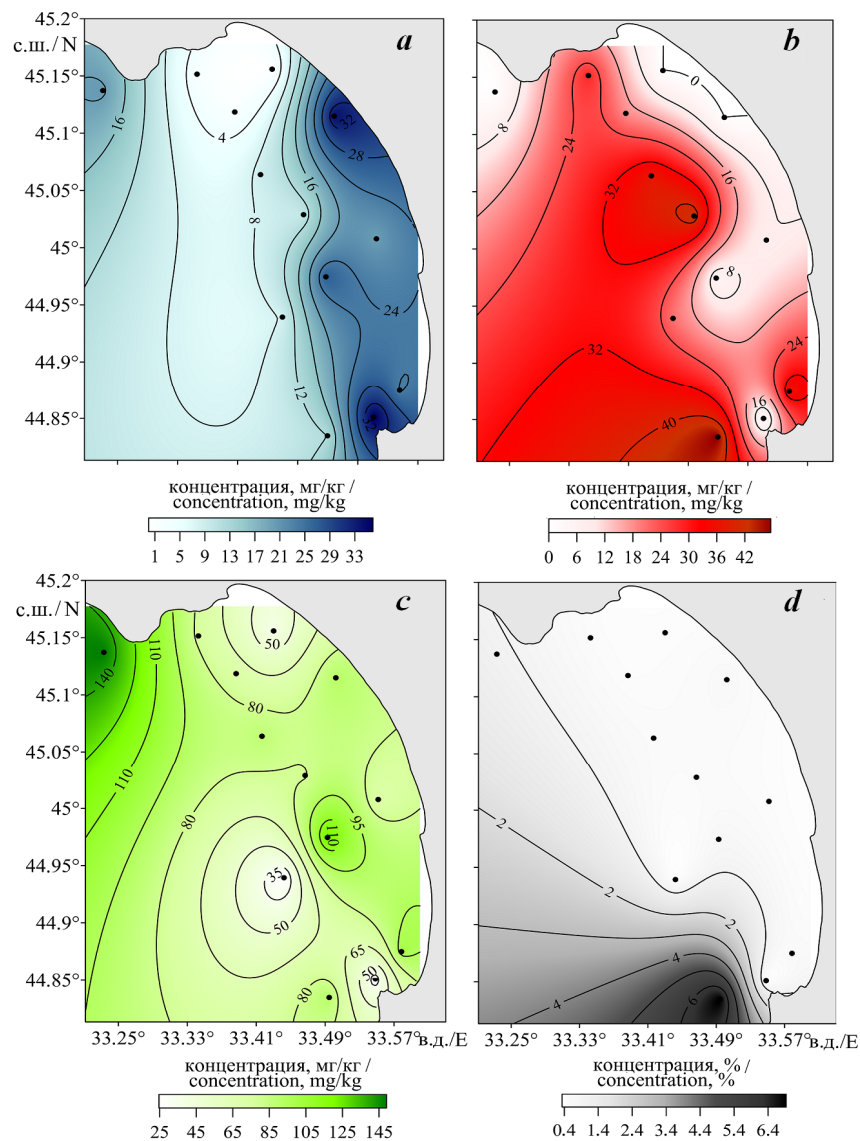 45.2°
с.ш./N
45.15°
45.1°
45.05°
45°
44.95°
44.9°
44.85°
a
16
4
32
28
16
8
24
12
32
b
0
8
24
32
16
8
32
24
16
40
концентрация, мг/кг /
concentration, mg/kg
1 5 9 13 17 21 25 29 33
концентрация, мг/кг /
concentration, mg/kg
0 6 12 18 24 30 36 42
45.2°
с.ш./N
45.15°
45.1°
45.05°
45°
44.95°
44.9°
44.85°
c
110
50
140
80
110
80
95
110
35
50
65
50
80
33.25° 33.33° 33.41° 33.49° 33.57° в.д./E
d
2
2
2
4
4
6
33.25° 33.33° 33.41° 33.49° 33.57° в.д./E
концентрация, мг/кг /
concentration, mg/kg
25 45 65 85 105 125 145
концентрация, % /
concentration, %
0.4 1.4 2.4 3.4 4.4 5.4 6.4